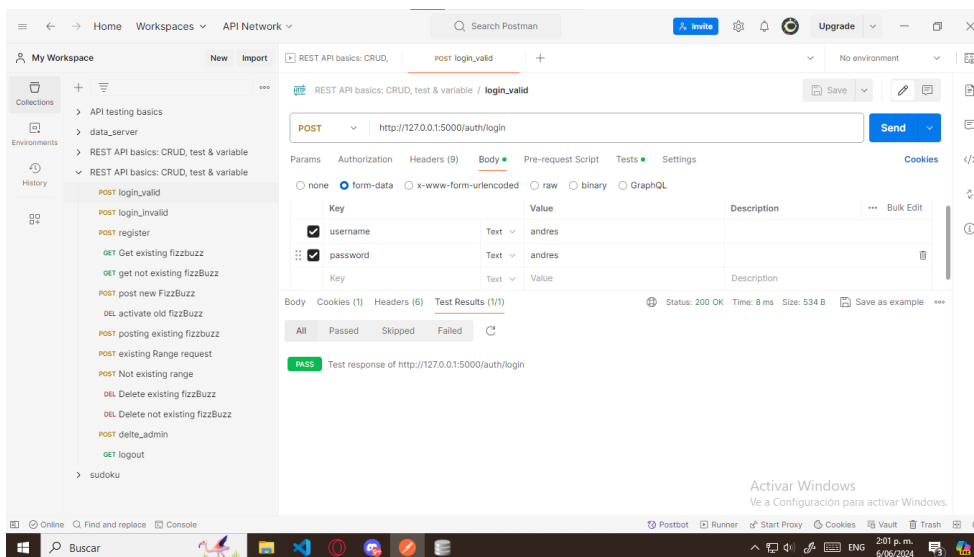 Home Workspaces API Network Search Postman Invite Upgrade
My Workspace New Import REST API basics: CRUD, POST login_valid No environment
Collections
Environments
History
API testing basics
data_server
REST API basics: CRUD, test & variable
REST API basics: CRUD, test & variable
POST login_valid
POST login_invalid
POST register
GET Get existing fizzbuzz
GET get not existing fizzBuzz
POST post new FizzBuzz
DEL activate old fizzBuzz
POST posting existing fizzbuzz
POST existing Range request
POST Not existing range
DEL Delete existing fizzBuzz
DEL Delete not existing fizzBuzz
POST delte_admin
GET logout
sudoku
HTTP REST API basics: CRUD, test & variable / login_valid Save
POST http://127.0.0.1:5000/auth/login Send
Params Authorization Headers (9) Body Pre-request Script Tests Settings Cookies
none form-data x-www-form-urlencoded raw binary GraphQL
Key Value Description Bulk Edit
username Text andres
password Text andres
Key Text Value Description
Body Cookies (1) Headers (6) Test Results (1/1) Status: 200 OK Time: 8 ms Size: 534 B Save as example
All Passed Skipped Failed
PASS Test response of http://127.0.0.1:5000/auth/login
Activar Windows
Ve a Configuración para activar Windows.
Online Find and replace Console Postbot Runner Start Proxy Cookies Vault Trash
Buscar ENG 2:01 p. m.
6/06/2024 3